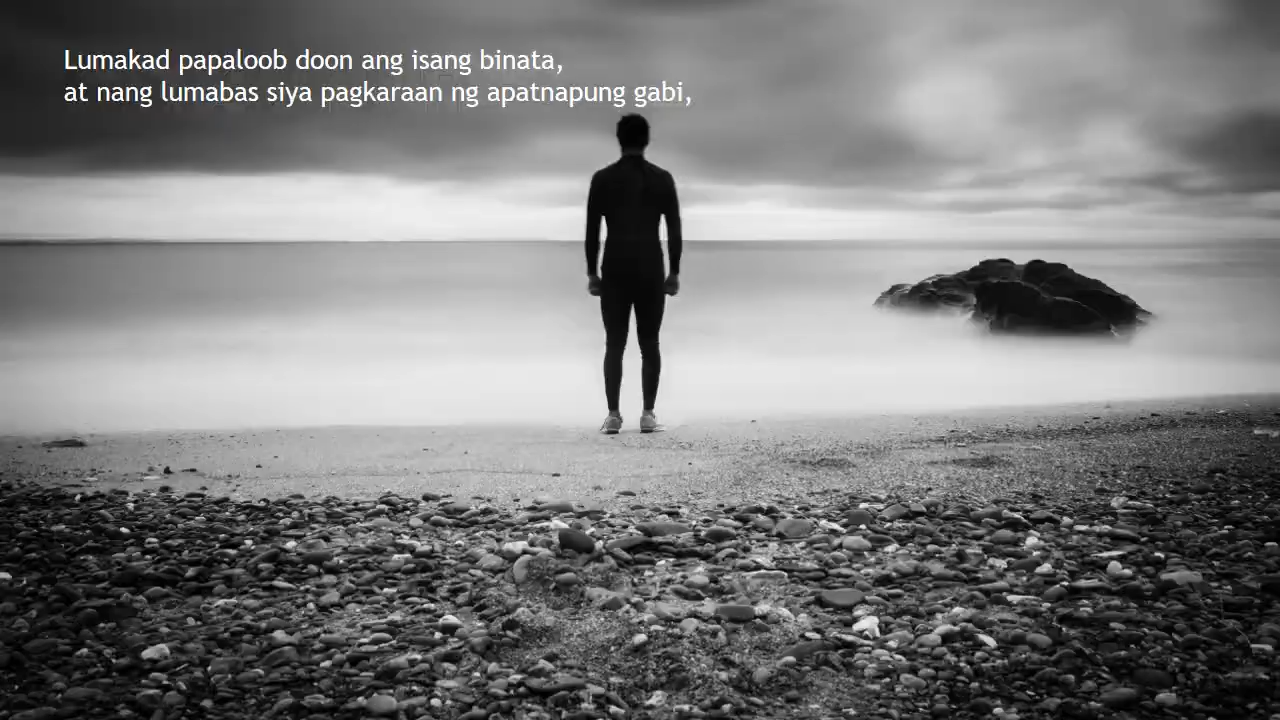 Lumakad papaloob doon ang isang binata,
at nang lumabas siya pagkaraan ng apatnapung gabi,